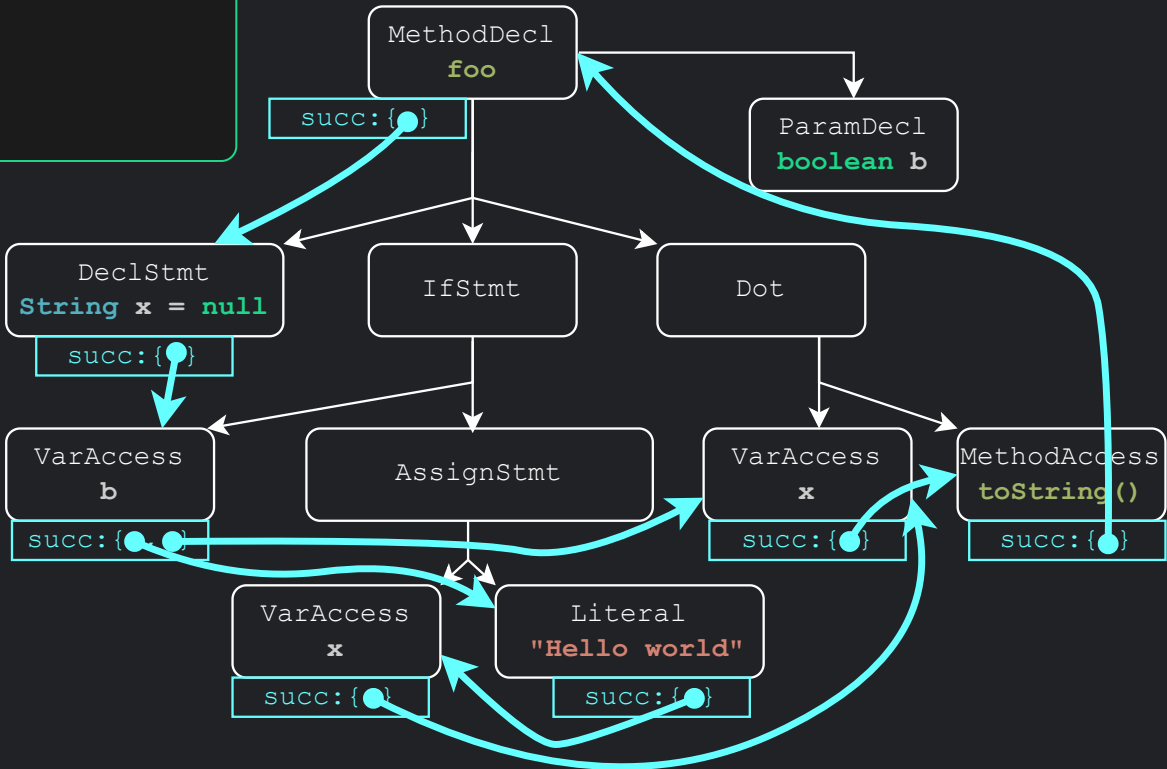 MethodDecl
foo
succ:{ }
ParamDecl
boolean b
DeclStmt
String x = null
succ:{ }
IfStmt
Dot
VarAccess
b
succ:{ , }
AssignStmt
VarAccess
x
succ:{ }
MethodAccess
toString()
succ:{ }
VarAccess
x
succ:{ }
Literal
"Hello world"
succ:{ }